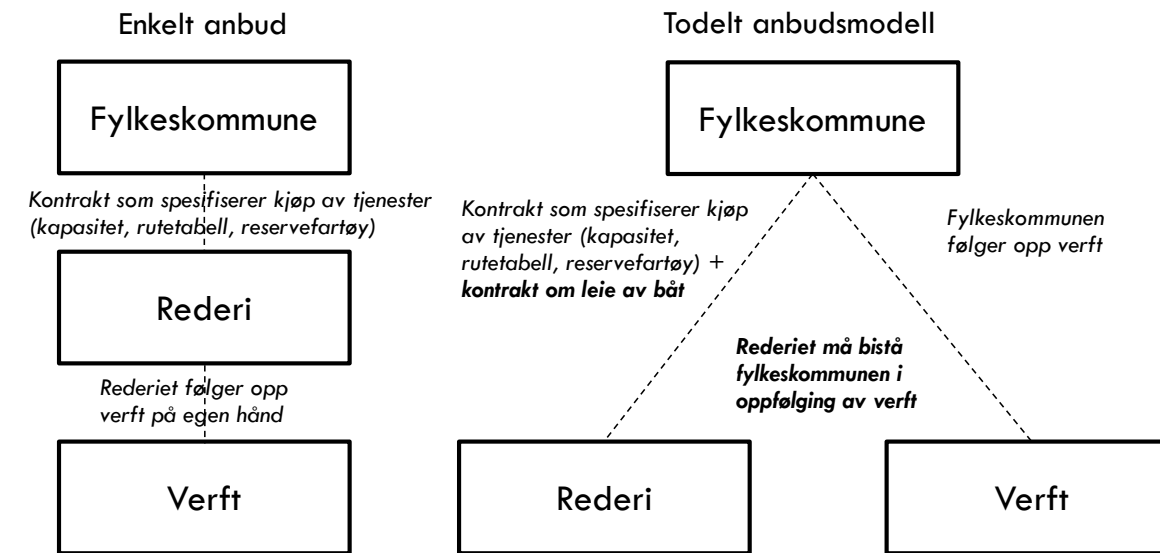 Enkelt anbud
Fylkeskommune
Kontrakt som spesifiserer kjøp av tjenester
(kapasitet, rutetabell, reservefartøy)
Rederi
Rederiet følger opp
verft på egen hånd
Verft
Todelt anbudsmodell
Fylkeskommune
Kontrakt som spesifiserer kjøp
av tjenester (kapasitet,
rutetabell, reservefartøy) +
kontrakt om leie av båt
Fylkeskommunen
følger opp verft
Rederiet må bistå
fylkeskommunen i
oppfølging av verft
Rederi
Verft